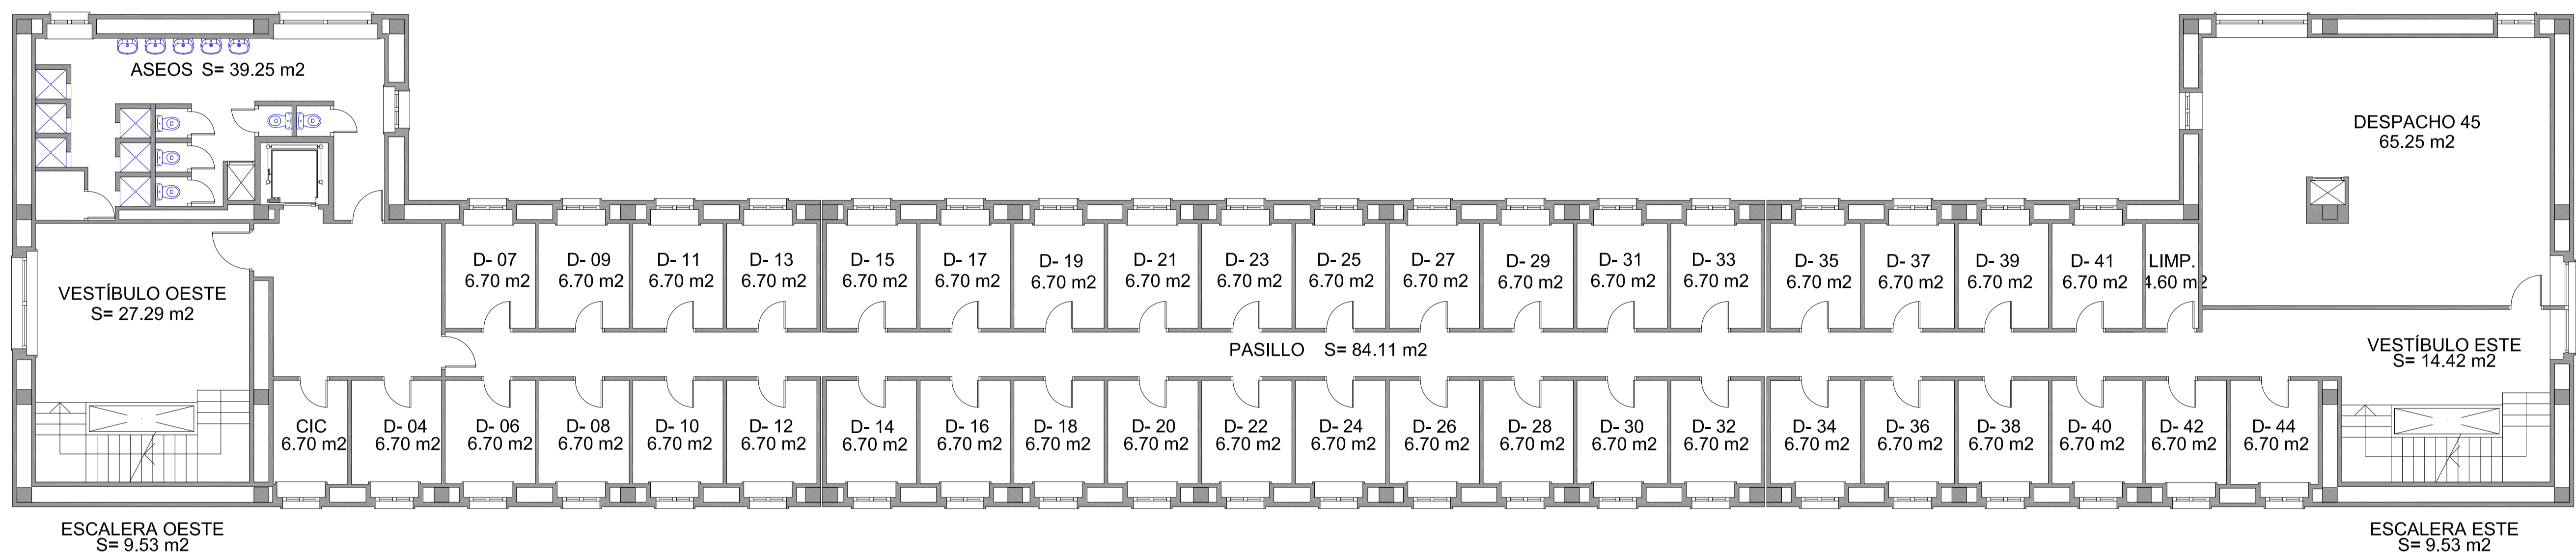 ASEOS S= 39.25 m2
DESPACHO 45
65.25 m2
VESTÍBULO OESTE
S= 27.29 m2
D- 07
6.70 m2
D- 09
6.70 m2
D- 11
6.70 m2
D- 13
6.70 m2
D- 15
6.70 m2
D- 17
6.70 m2
D- 19
6.70 m2
D- 21
6.70 m2
D- 23
6.70 m2
D- 25
6.70 m2
D- 27
6.70 m2
D- 29
6.70 m2
D- 31
6.70 m2
D- 33
6.70 m2
D- 35
6.70 m2
D- 37
6.70 m2
D- 39
6.70 m2
D- 41
6.70 m2
LIMP.
4.60 m2
PASILLO S= 84.11 m2
VESTÍBULO ESTE
S= 14.42 m2
CIC
6.70 m2
D- 04
6.70 m2
D- 06
6.70 m2
D- 08
6.70 m2
D- 10
6.70 m2
D- 12
6.70 m2
D- 14
6.70 m2
D- 16
6.70 m2
D- 18
6.70 m2
D- 20
6.70 m2
D- 22
6.70 m2
D- 24
6.70 m2
D- 26
6.70 m2
D- 28
6.70 m2
D- 30
6.70 m2
D- 32
6.70 m2
D- 34
6.70 m2
D- 36
6.70 m2
D- 38
6.70 m2
D- 40
6.70 m2
D- 42
6.70 m2
D- 44
6.70 m2
ESCALERA OESTE
S= 9.53 m2
ESCALERA ESTE
S= 9.53 m2